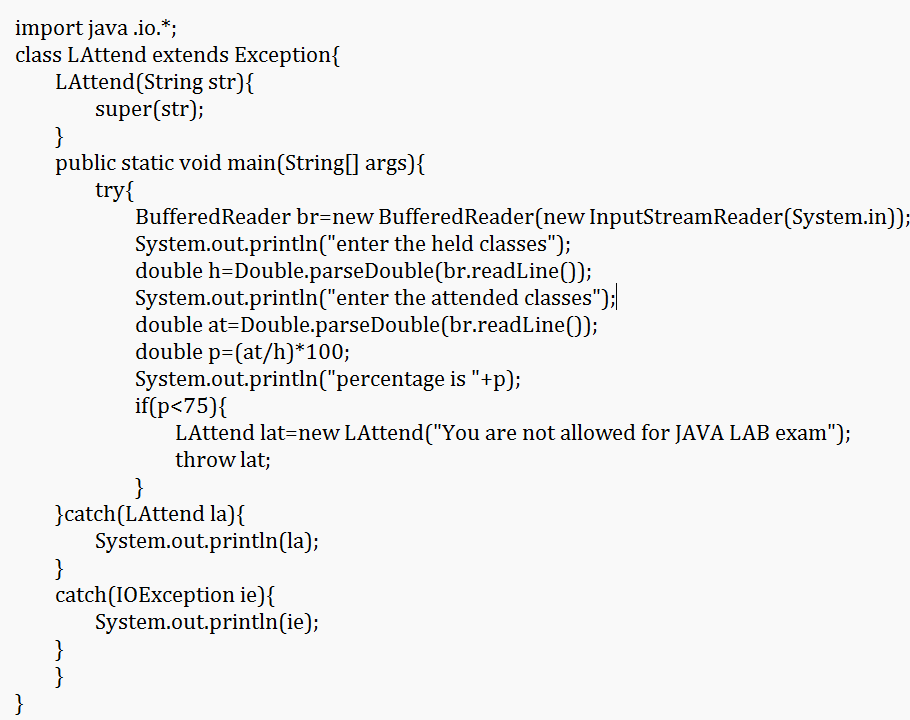 import java .io.*;
class LAttend extends Exception{
LAttend(String str){
super(str);
}
public static void main(String[] args){
try{
BufferedReader br=new BufferedReader(new InputStreamReader(System.in));
System.out.println("enter the held classes");
double h=Double.parseDouble(br.readLine());
System.out.println("enter the attended classes");
double at=Double.parseDouble(br.readLine());
double p=(at/h)*100;
System.out.println("percentage is "+p);
if(p<75){
LAttend lat=new LAttend("You are not allowed for JAVA LAB exam");
throw lat;
}
}catch(LAttend la){
System.out.println(la);
}
catch(IOException ie){
System.out.println(ie);
}
}
}